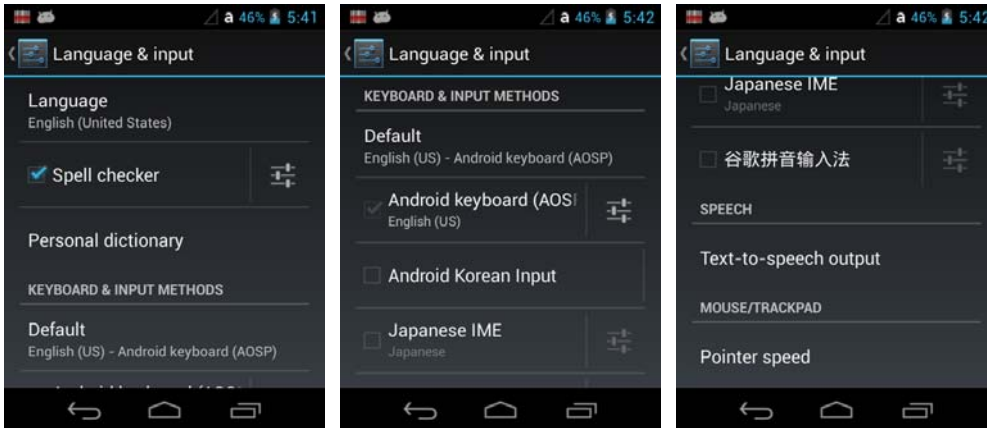 a 46% 5:41
Language & input
Language
English (United States)
Spell checker
Personal dictionary
KEYBOARD & INPUT METHODS
Default
English (US) - Android keyboard (AOSP)
a 46% 5:42
Language & input
KEYBOARD & INPUT METHODS
Default
English (US) - Android keyboard (AOSP)
Android keyboard (AOS
English (US)
Android Korean Input
Japanese IME
Japanese
a 46% 5:42
Language & input
Japanese IME
Japanese
谷歌拼音输入法
SPEECH
Text-to-speech output
MOUSE/TRACKPAD
Pointer speed